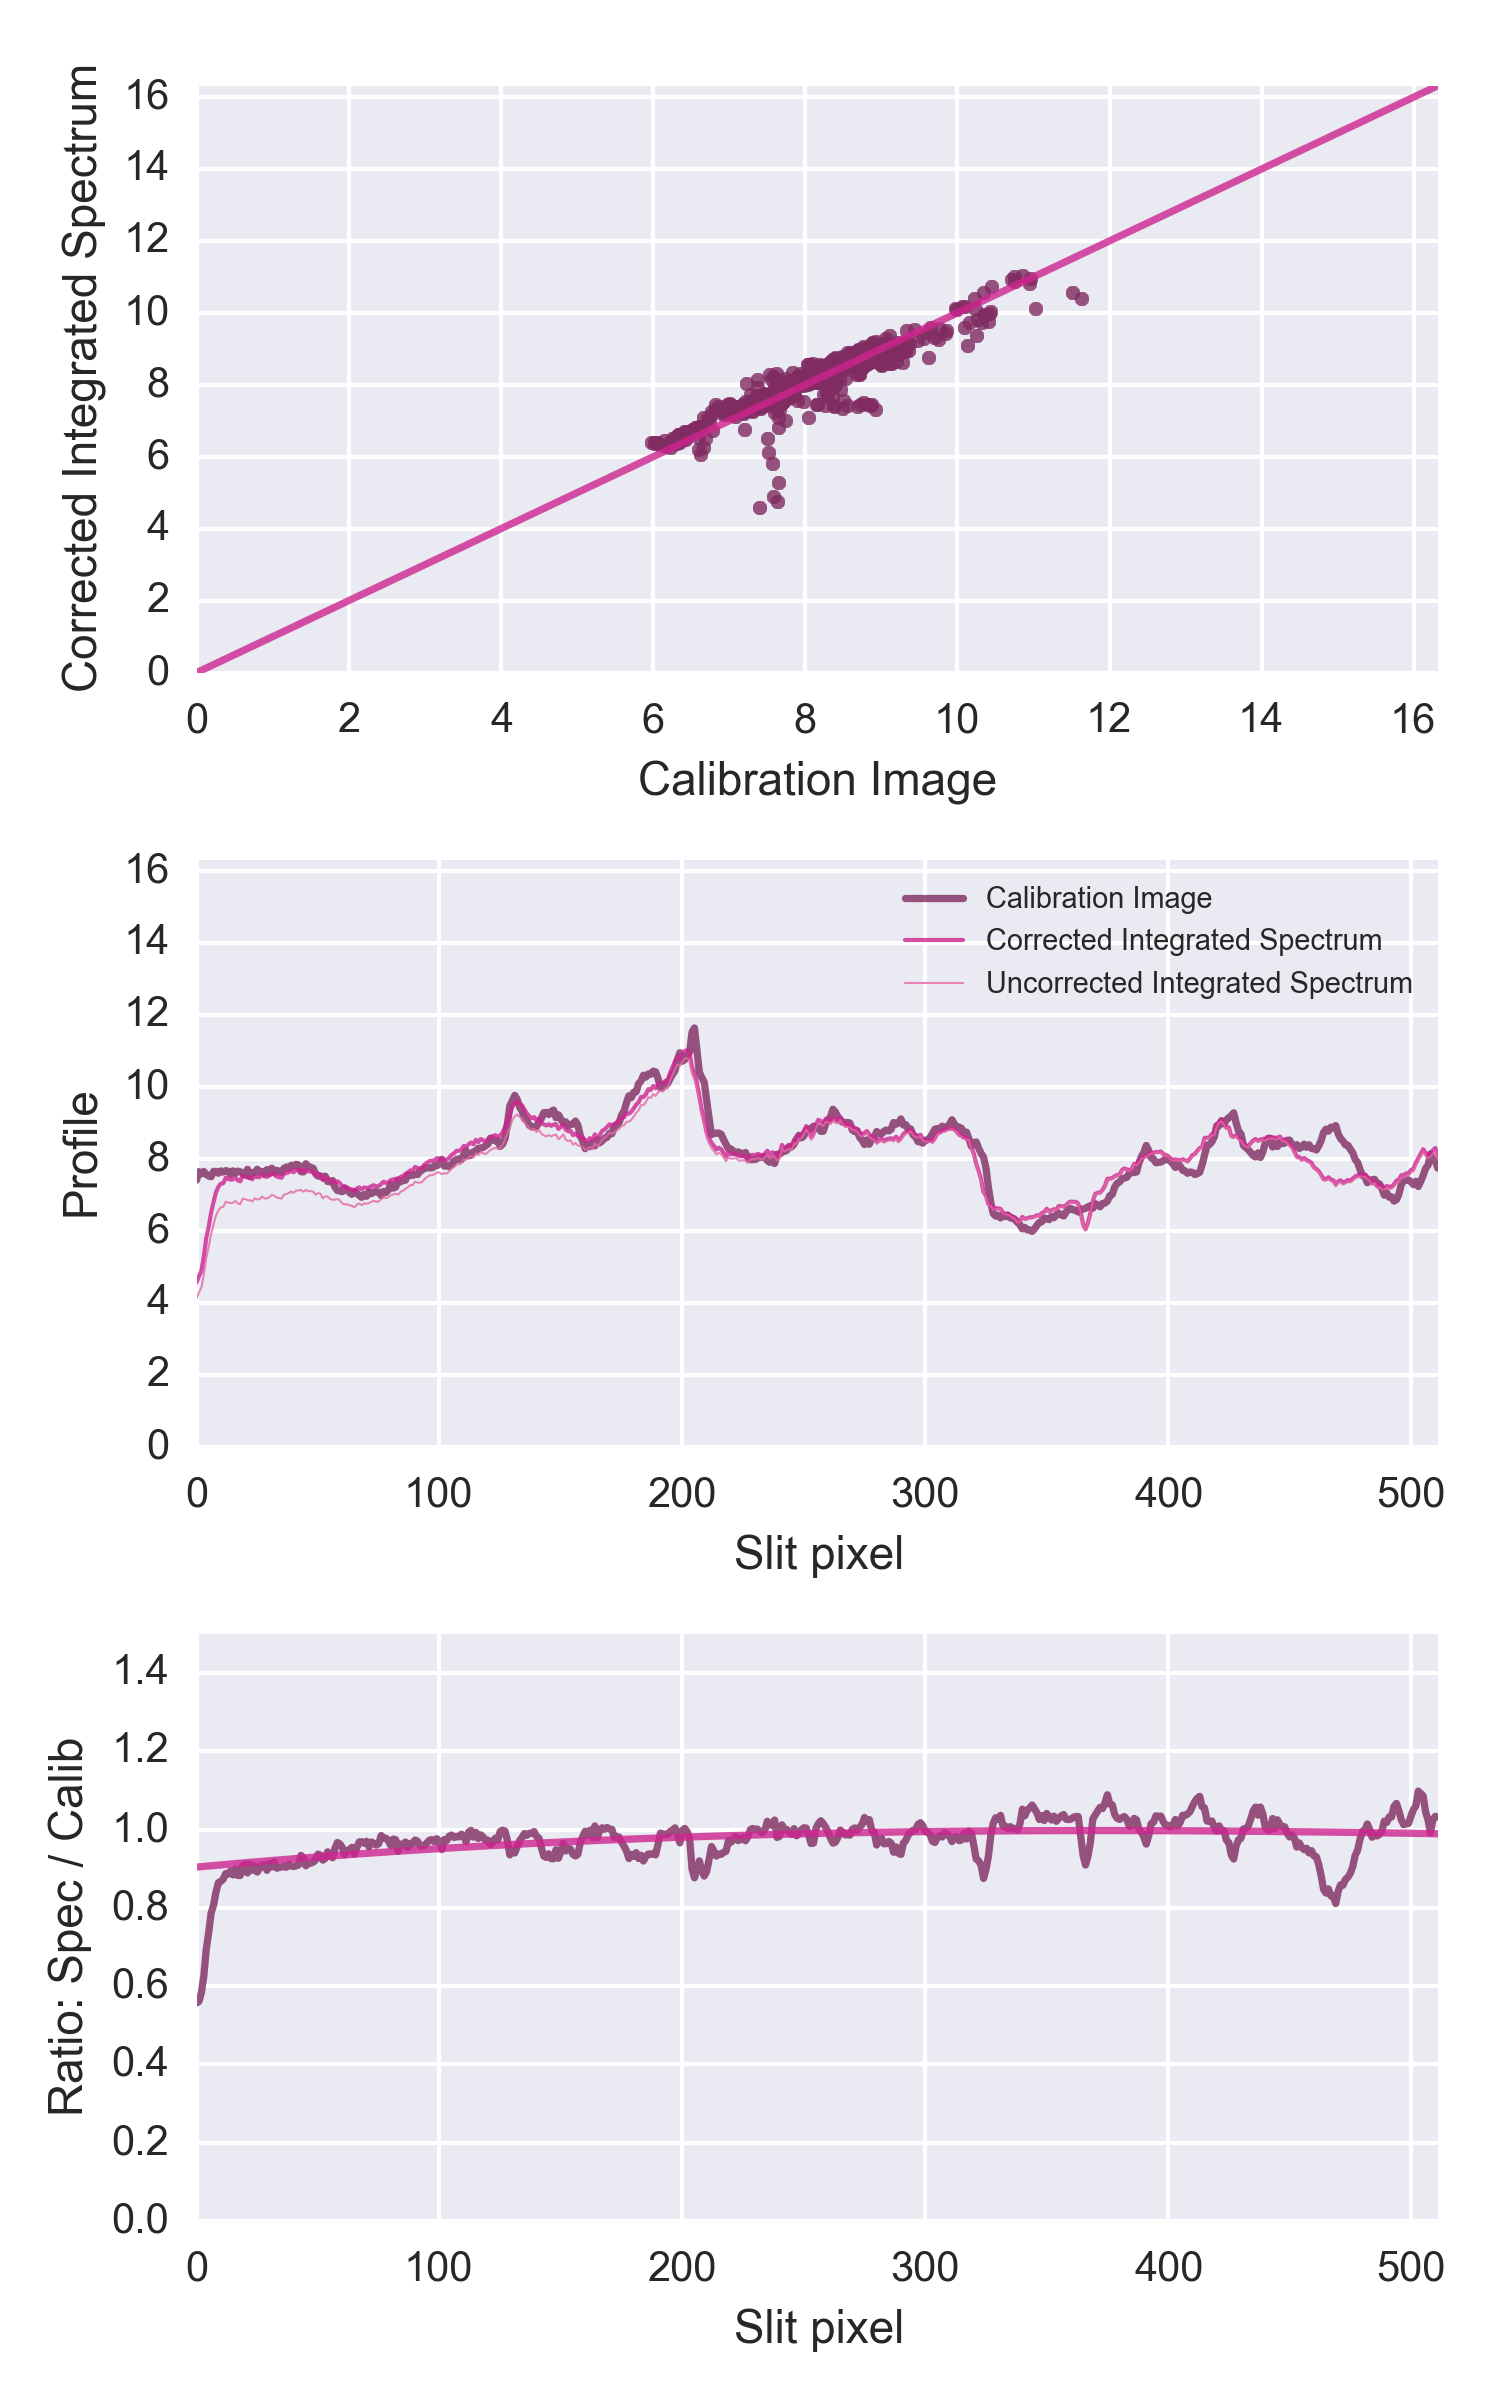 Corrected Integrated Spectrum
16
14
12
10
8
6
4
2
0
0 2 4 6 8 10 12 14 16
Calibration Image
Profile
16
14
12
10
8
6
4
2
0
Calibration Image
Corrected Integrated Spectrum
Uncorrected Integrated Spectrum
0 100 200 300 400 500
Slit pixel
Ratio: Spec / Calib
1.4
1.2
1.0
0.8
0.6
0.4
0.2
0.0
0 100 200 300 400 500
Slit pixel